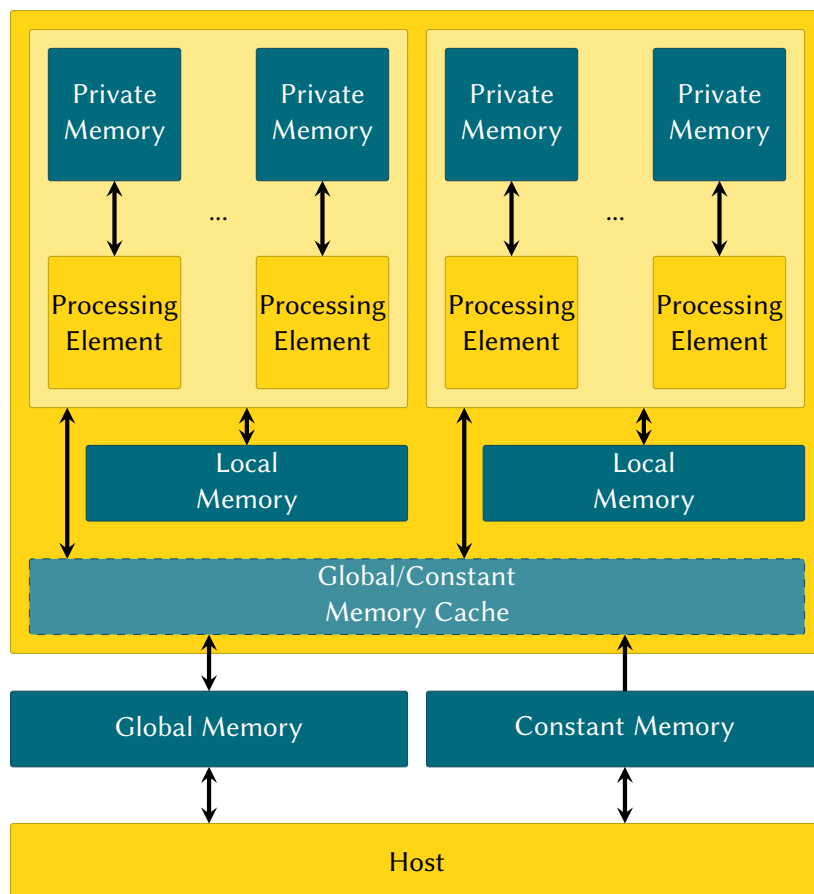 Private
Memory
Private
Memory
Private
Memory
Private
Memory
...
...
Processing
Element
Processing
Element
Processing
Element
Processing
Element
Local
Memory
Local
Memory
Global/Constant
Memory Cache
Global Memory
Constant Memory
Host